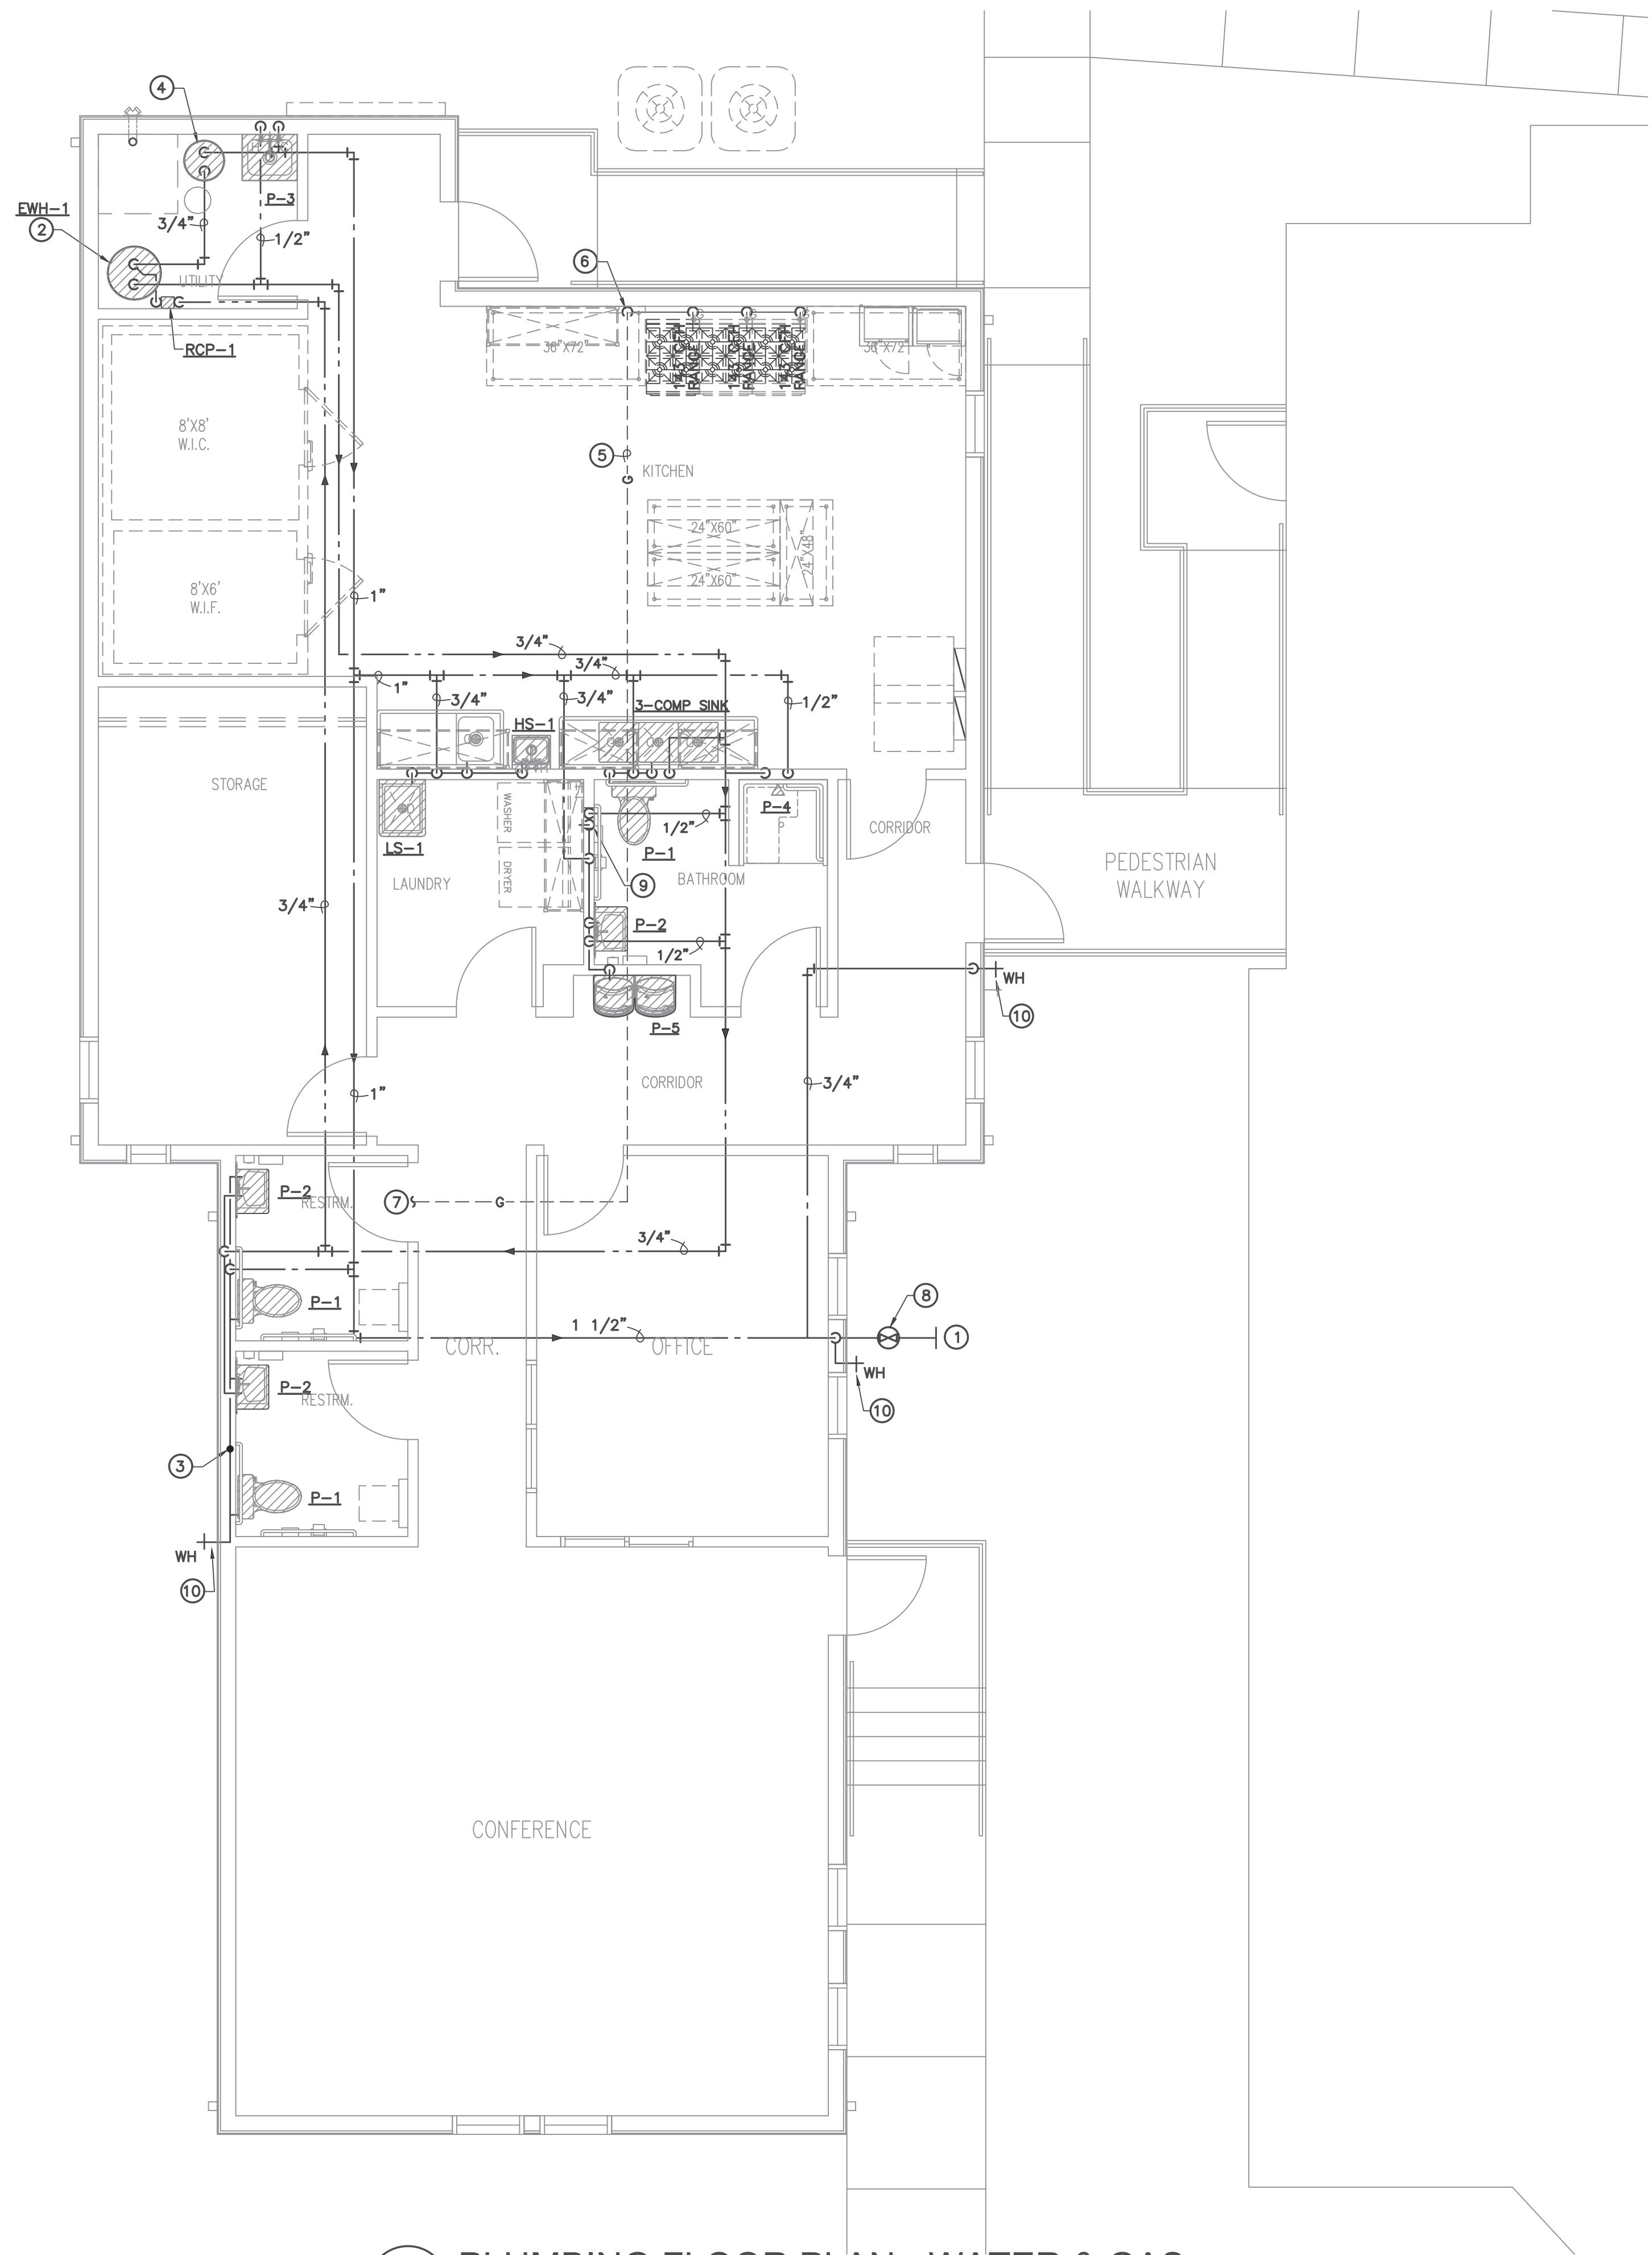 4
EWH-1
2
P-3
3/4"
1/2"
UTILITY
RCP-1
6
G
G
36"X72"
RANGE
RANGE
RANGE
36"X72"
8'X8'
W.I.C.
5
KITCHEN
G
24"X60"
24"X60"
24"X48"
8'X6'
W.I.F.
1"
3/4"
3/4"
1"
3/4"
3/4"
1/2"
HS-1
3-COMP SINK
STORAGE
WASHER
DRYER
LS-1
LAUNDRY
1/2"
P-1
P-4
BATHROOM
9
CORRIDOR
PEDESTRIAN
WALKWAY
3/4"
P-2
1/2"
P-5
WH
10
CORRIDOR
3/4"
1"
P-2
RESTRM.
7
G
3/4"
P-1
8
1 1/2"
1
CORR.
OFFICE
WH
10
P-2
RESTRM.
3
P-1
WH
10
CONFERENCE